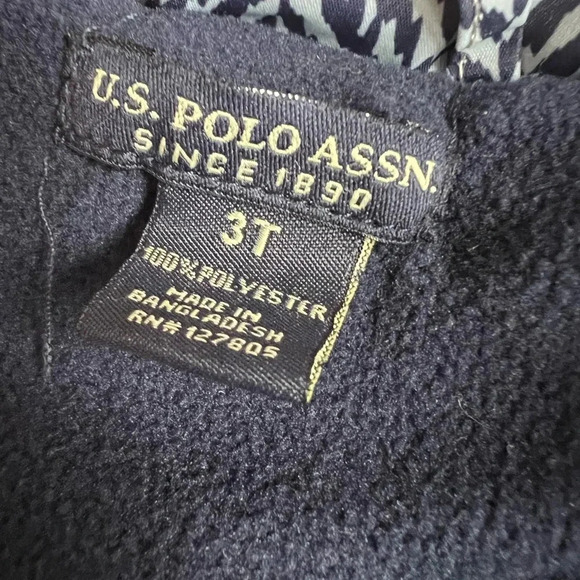 U.S. POLO ASSN.
SINCE 1890
3T
100% POLYESTER
MADE IN
BANGLADESH
RN# 127805